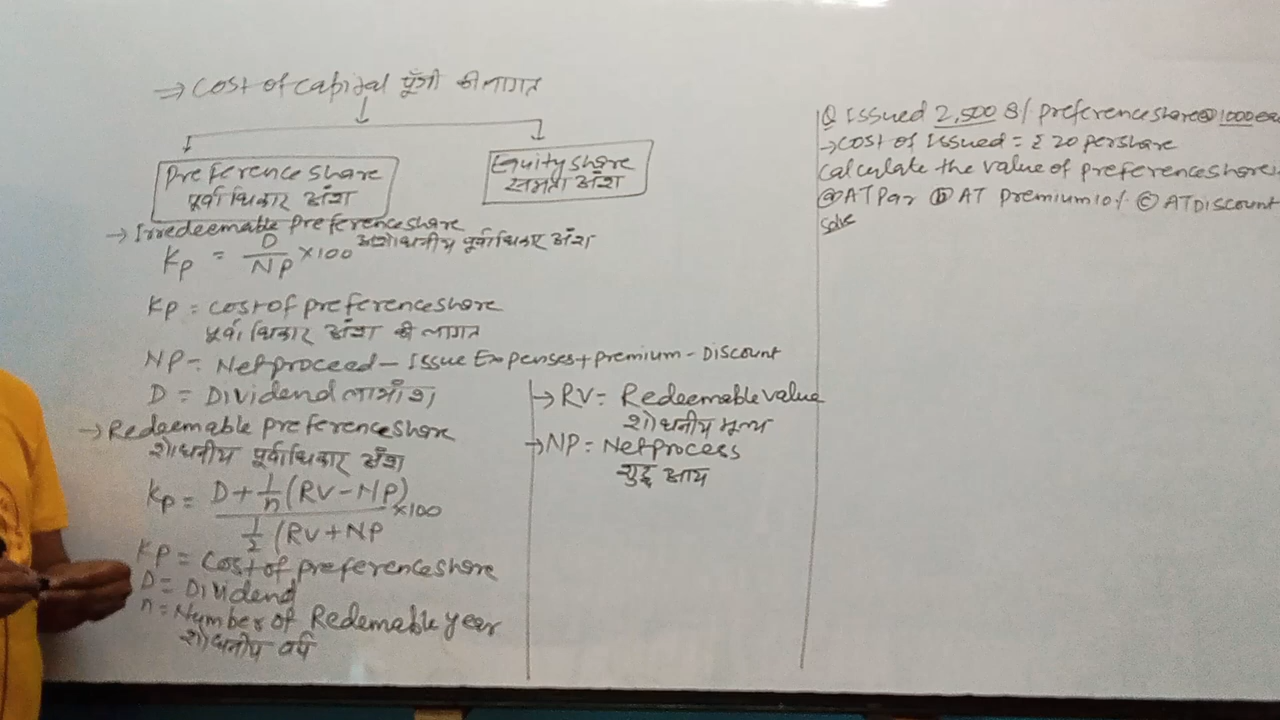 ⇒ Cost of capital पूँजी की लागत
Preference share
पूर्वाधिकार अंश
Equity share
समता अंश
→ Irredeemable preference share
अशोधनीय पूर्वाधिकार अंश
Kp = D/NP ×100
Kp = cost of preference share
पूर्वाधिकार अंश की लागत
NP = Net proceed – Issue Expenses + premium – Discount
D = Dividend लाभांश
→ Redeemable preference share
शोधनीय पूर्वाधिकार अंश
Kp = D + 1/n (RV – NP) / 1/2 (RV + NP ×100
Kp = Cost of preference share
D = Dividend
n = Number of Redemable year
शोधनीय वर्ष
→ RV = Redeemable value
शोधनीय मूल्य
→ NP = Net process
शुद्ध आय
Q Issued 2,500 8% preference share @ 1000
→ cost of Issued = ₹ 20 per share
calculate the value of preference share.
ⓐ AT Par ⓑ AT premium 10% ⓒ AT Discount
Solve